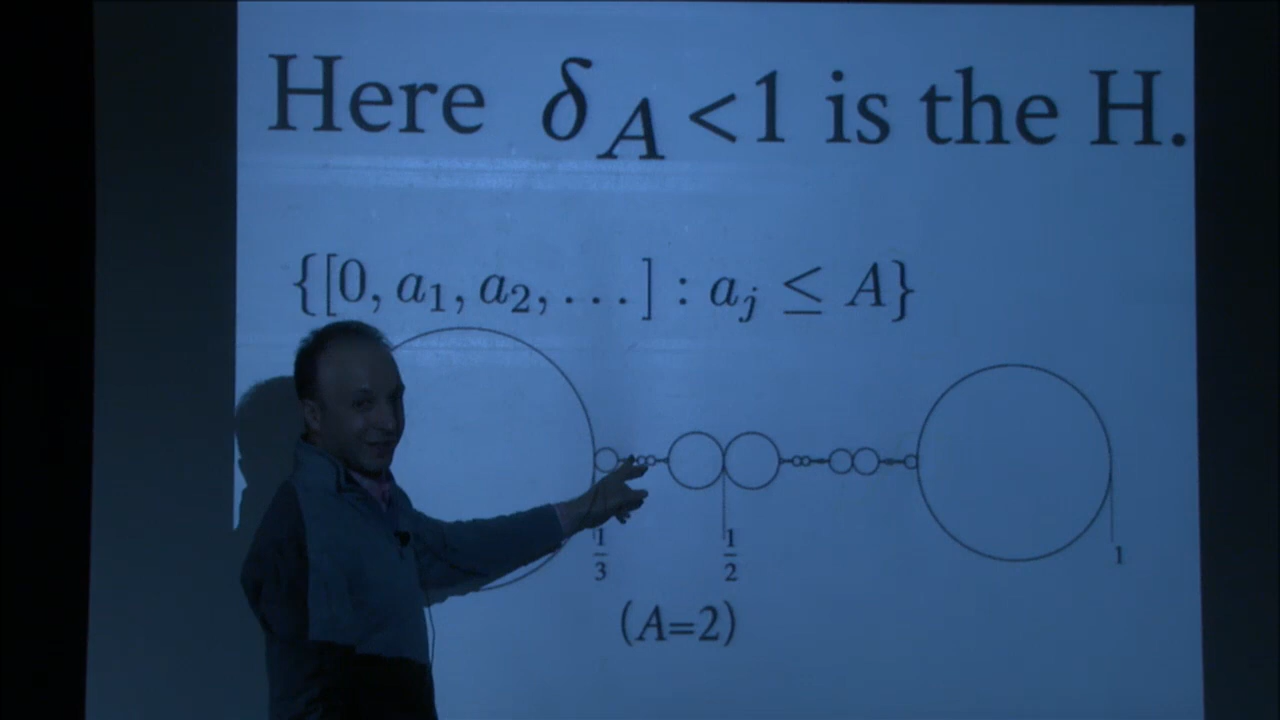 Here δ_A <1 is the H.
{[0, a₁, a₂, . . . ] : a_j ≤ A}
1/3
1/2
1
(A=2)